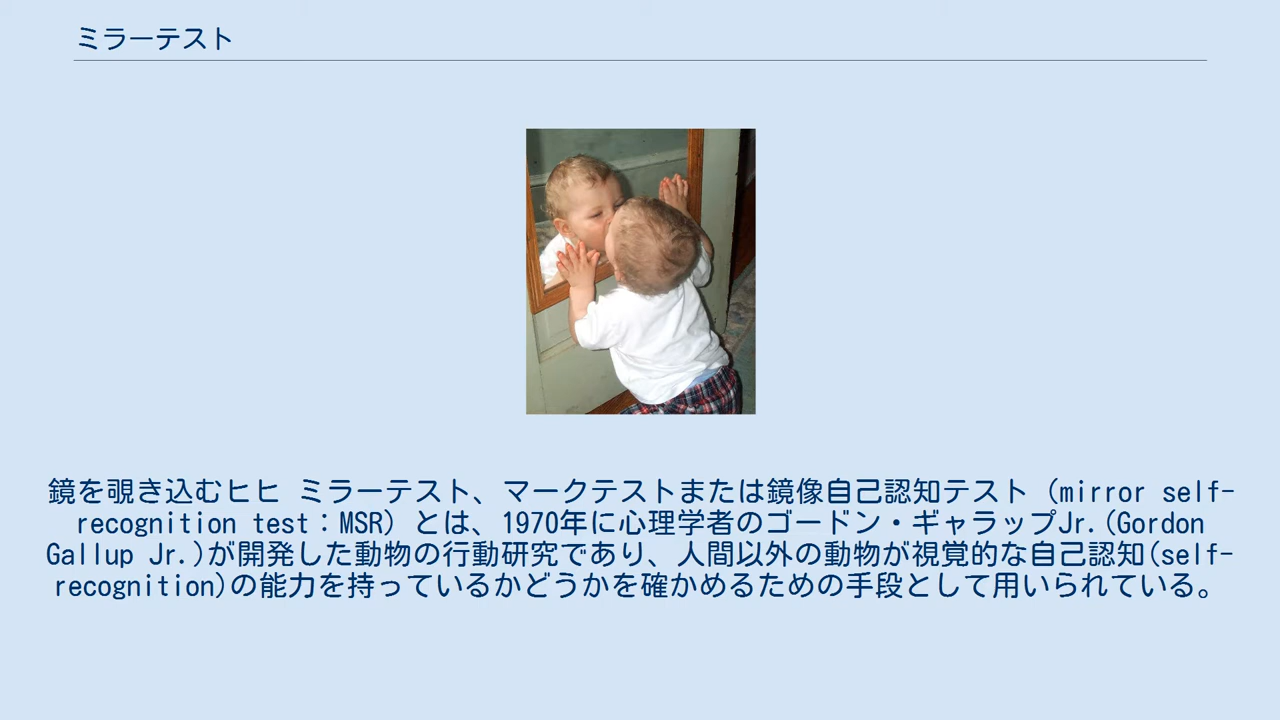 ミラーテスト
鏡を覗き込むヒヒ ミラーテスト、マークテストまたは鏡像自己認知テスト（mirror self-
recognition test：MSR）とは、1970年に心理学者のゴードン・ギャラップJr.(Gordon
Gallup Jr.)が開発した動物の行動研究であり、人間以外の動物が視覚的な自己認知(self-
recognition)の能力を持っているかどうかを確かめるための手段として用いられている。